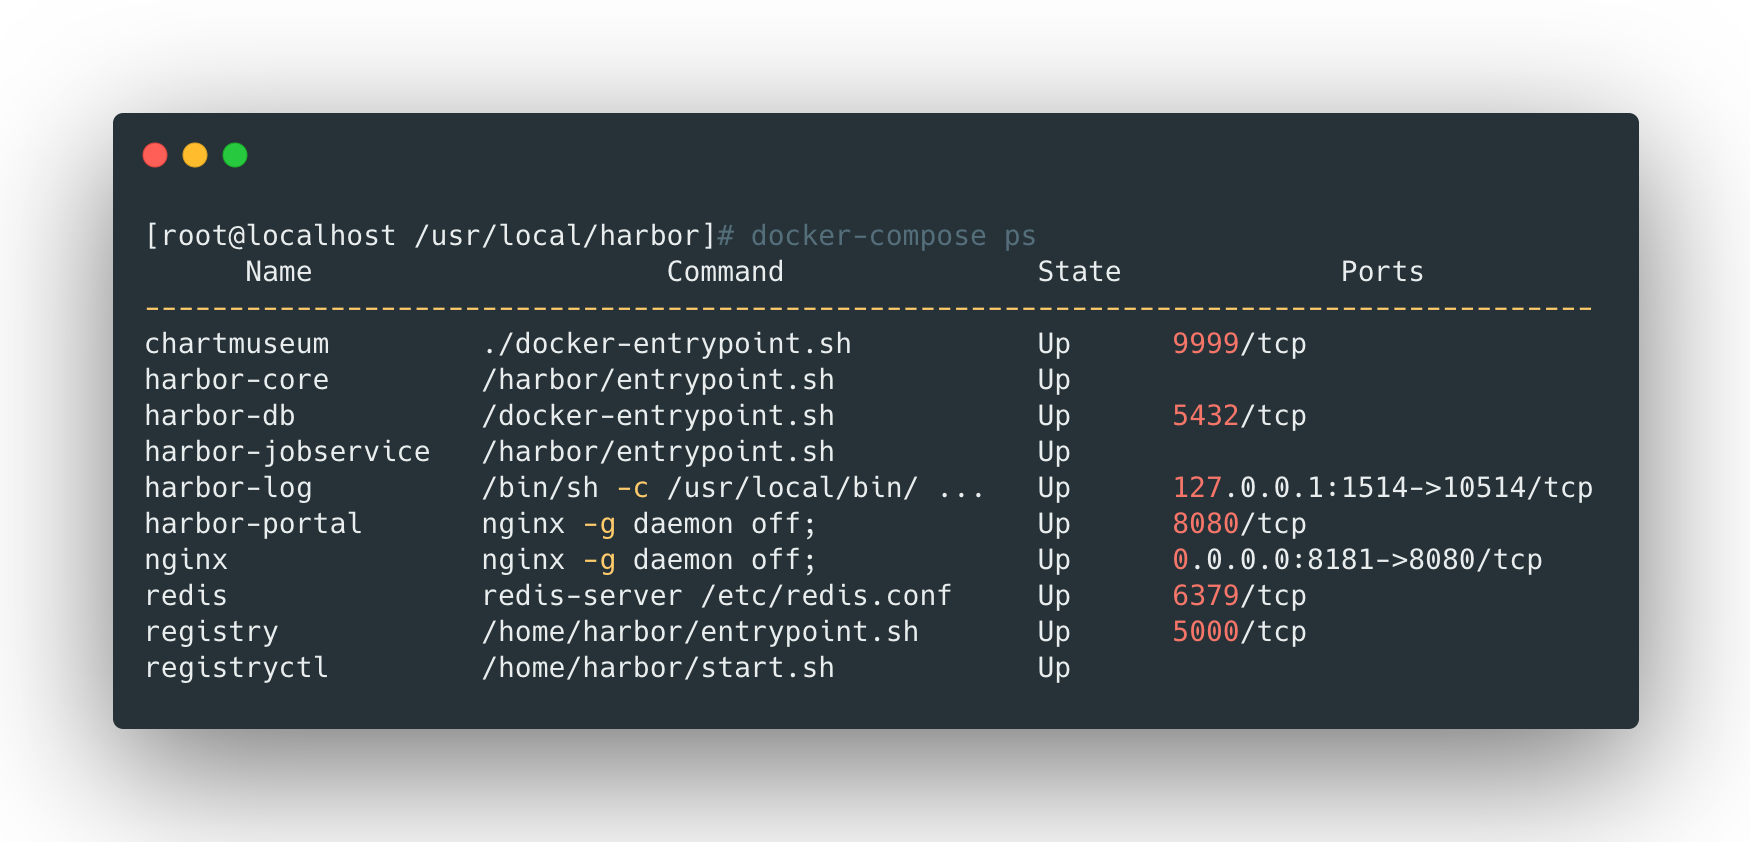 [root@localhost /usr/local/harbor]# docker-compose ps
      Name                     Command               State             Ports
--------------------------------------------------------------------------------------
chartmuseum         ./docker-entrypoint.sh           Up      9999/tcp
harbor-core         /harbor/entrypoint.sh            Up
harbor-db           /docker-entrypoint.sh            Up      5432/tcp
harbor-jobservice   /harbor/entrypoint.sh            Up
harbor-log          /bin/sh -c /usr/local/bin/ ...   Up      127.0.0.1:1514->10514/tcp
harbor-portal       nginx -g daemon off;             Up      8080/tcp
nginx               nginx -g daemon off;             Up      0.0.0.0:8181->8080/tcp
redis               redis-server /etc/redis.conf     Up      6379/tcp
registry            /home/harbor/entrypoint.sh       Up      5000/tcp
registryctl         /home/harbor/start.sh            Up